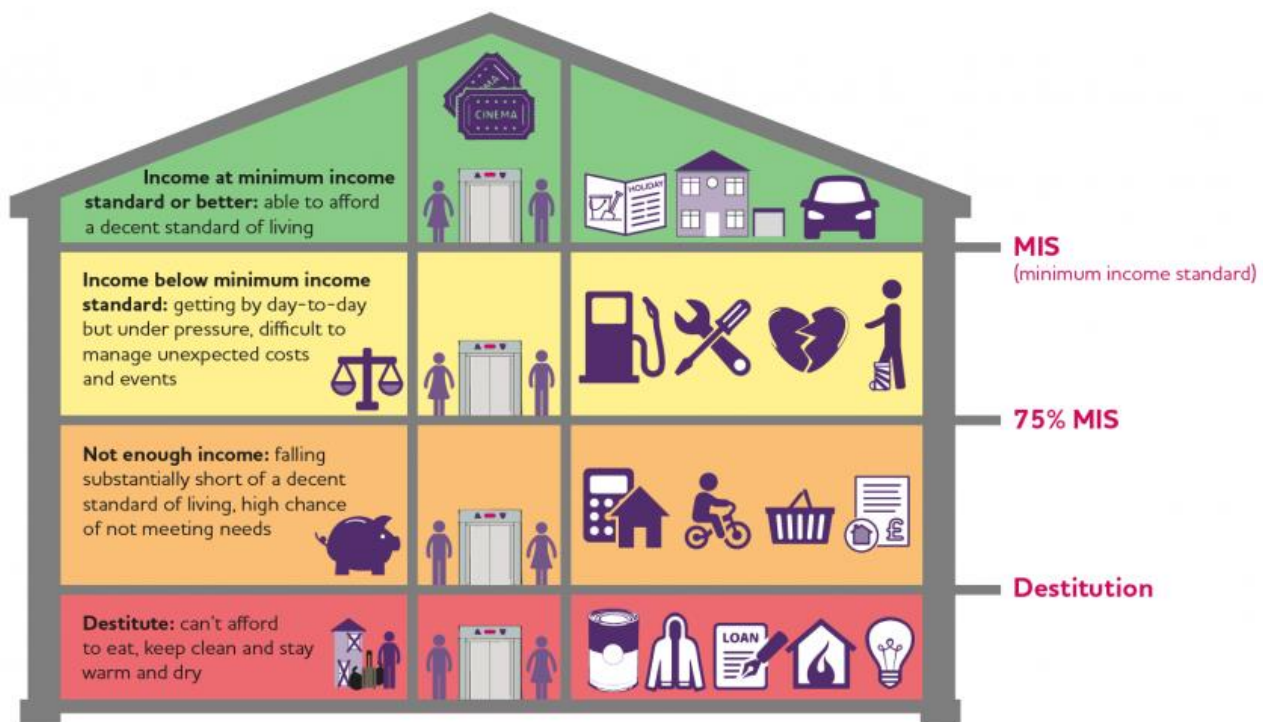 CINEMA
Income at minimum income
standard or better: able to afford
a decent standard of living
HOLIDAY
MIS
(minimum income standard)
Income below minimum income
standard: getting by day-to-day
but under pressure, difficult to
manage unexpected costs
and events
75% MIS
Not enough income: falling
substantially short of a decent
standard of living, high chance
of not meeting needs
£
Destitution
Destitute: can't afford
to eat, keep clean and stay
warm and dry
LOAN